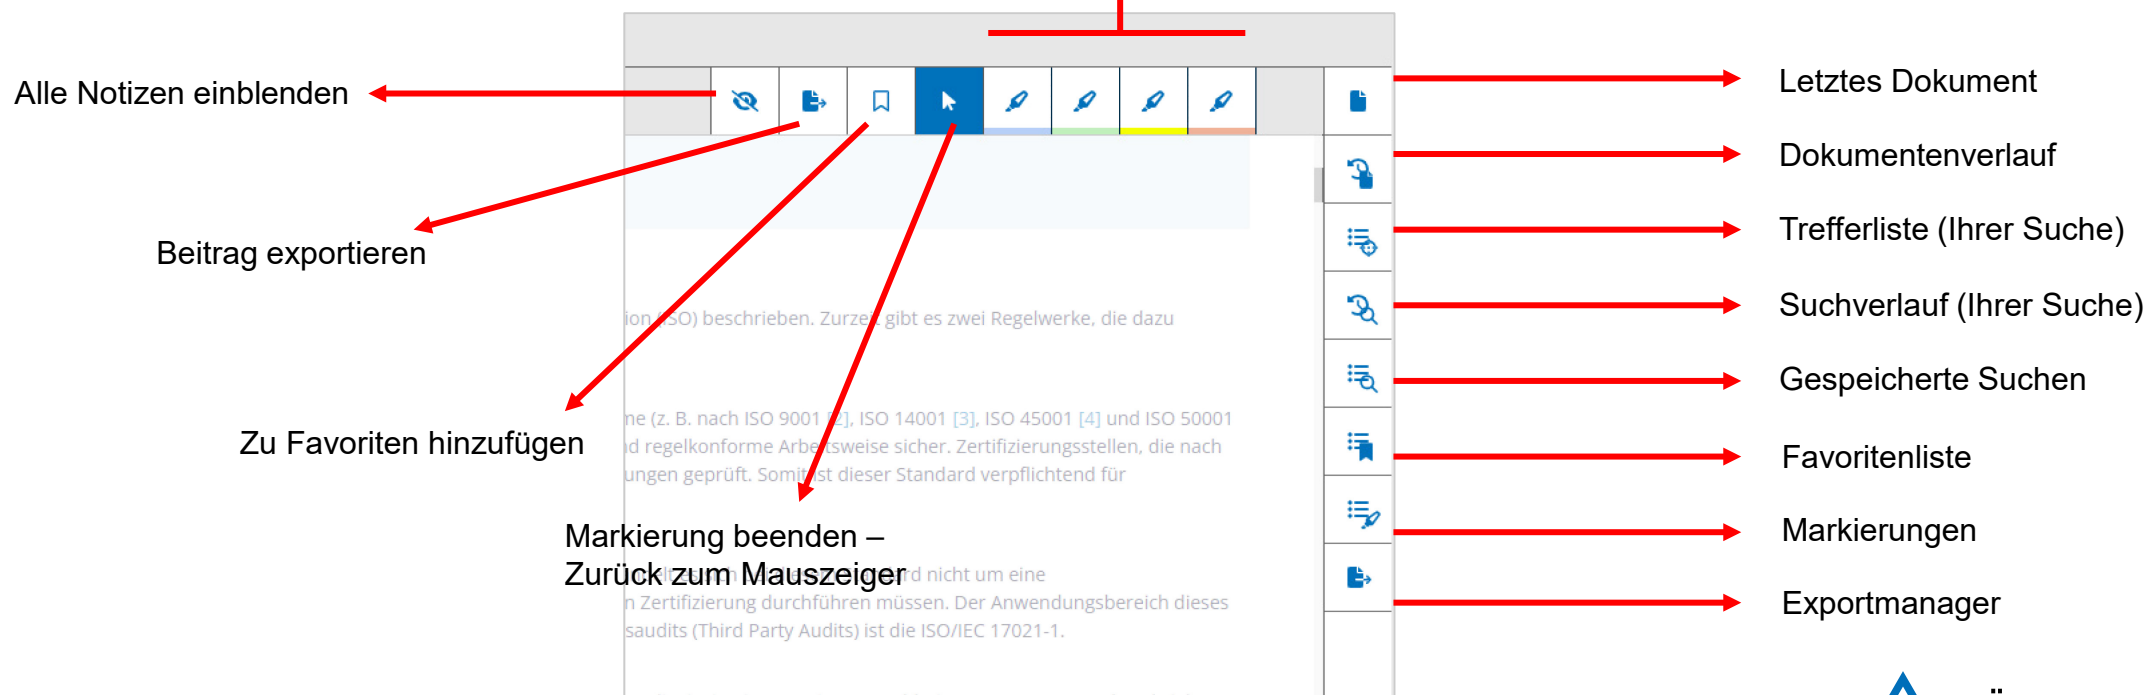 Alle Notizen einblenden
Beitrag exportieren
Zu Favoriten hinzufügen
Markierung beenden –
Zurück zum Mauszeiger
ion (ISO) beschrieben. Zurzeit gibt es zwei Regelwerke, die dazu
me (z. B. nach ISO 9001 [2], ISO 14001 [3], ISO 45001 [4] und ISO 50001
nd regelkonforme Arbeitsweise sicher. Zertifizierungsstellen, die nach
ungen geprüft. Somit ist dieser Standard verpflichtend für
nicht um eine
n Zertifizierung durchführen müssen. Der Anwendungsbereich dieses
saudits (Third Party Audits) ist die ISO/IEC 17021-1.
Letztes Dokument
Dokumentenverlauf
Trefferliste (Ihrer Suche)
Suchverlauf (Ihrer Suche)
Gespeicherte Suchen
Favoritenliste
Markierungen
Exportmanager